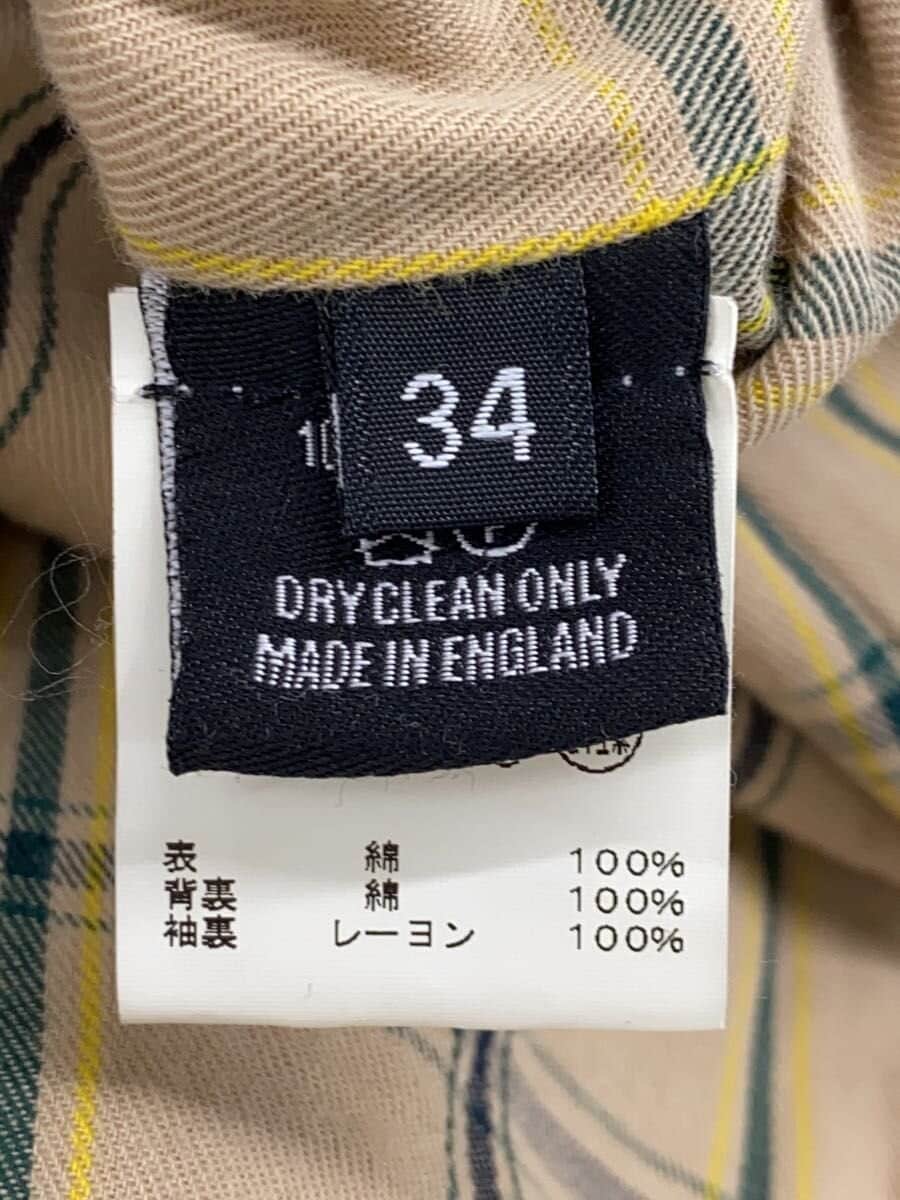 34
DRY CLEAN ONLY
MADE IN ENGLAND
表 綿 100%
背裏 綿 100%
袖裏 レーヨン 100%